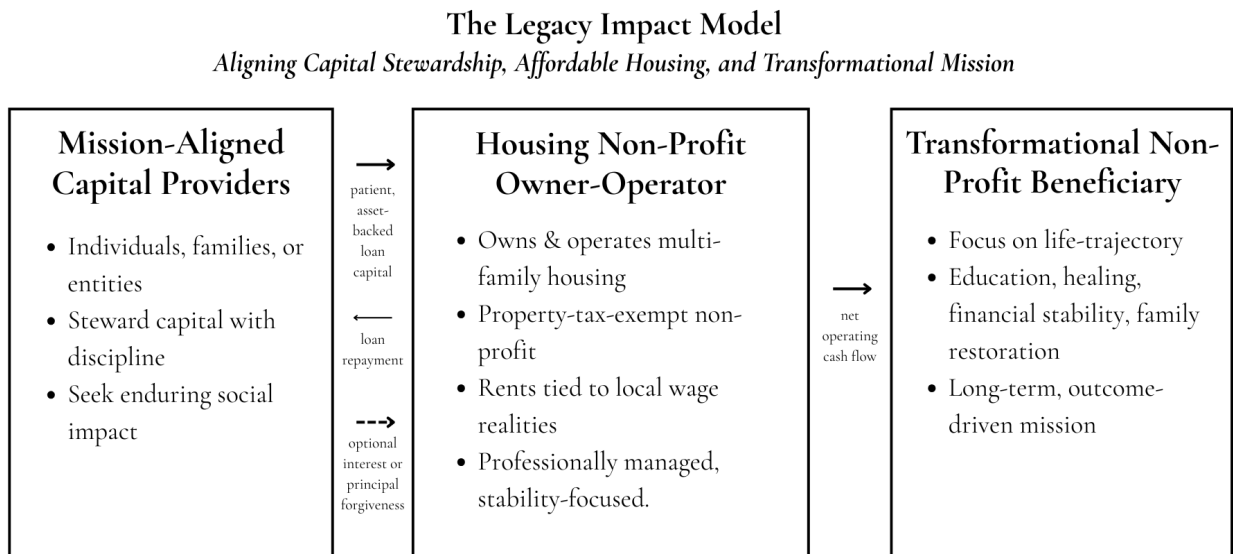 The Legacy Impact Model
Aligning Capital Stewardship, Affordable Housing, and Transformational Mission
Mission-Aligned
Capital Providers
• Individuals, families, or
entities
• Steward capital with
discipline
• Seek enduring social
impact
patient,
asset-
backed
loan
capital
loan
repayment
optional
interest or
principal
forgiveness
Housing Non-Profit
Owner-Operator
• Owns & operates multi-
family housing
• Property-tax-exempt non-
profit
• Rents tied to local wage
realities
• Professionally managed,
stability-focused.
net
operating
cash flow
Transformational Non-
Profit Beneficiary
• Focus on life-trajectory
• Education, healing,
financial stability, family
restoration
• Long-term, outcome-
driven mission